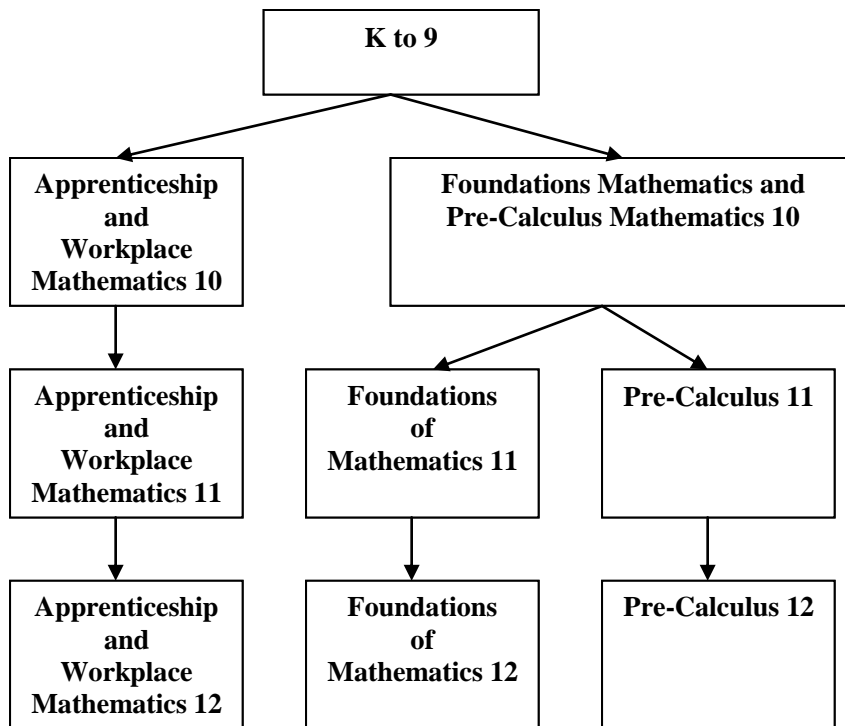 K to 9
Apprenticeship
and
Workplace
Mathematics 10
Foundations Mathematics and
Pre-Calculus Mathematics 10
Apprenticeship
and
Workplace
Mathematics 11
Foundations
of
Mathematics 11
Pre-Calculus 11
Apprenticeship
and
Workplace
Mathematics 12
Foundations
of
Mathematics 12
Pre-Calculus 12